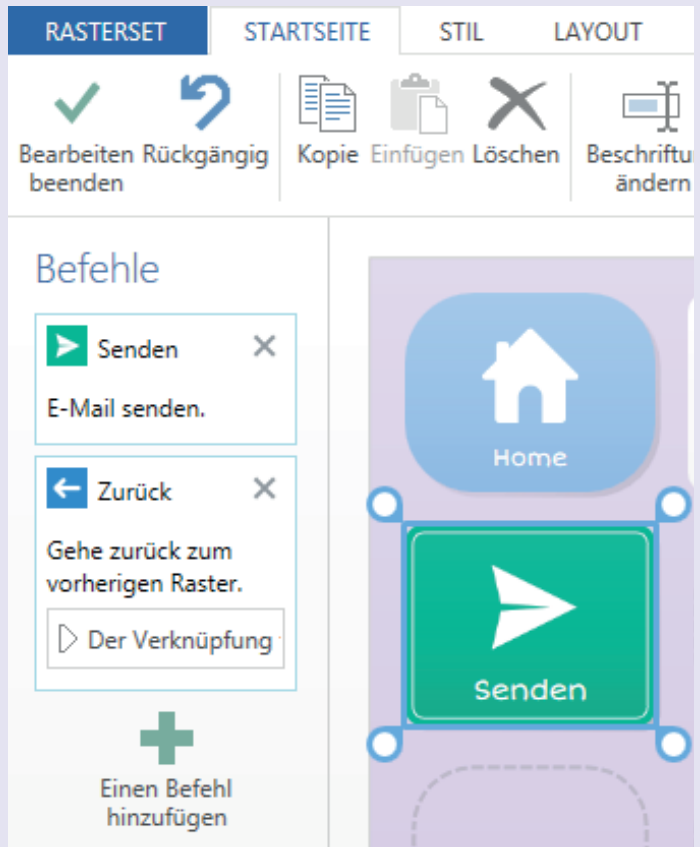 RASTERSET STARTSEITE STIL LAYOUT
Bearbeiten beenden
Rückgängig
Kopie
Einfügen
Löschen
ändern
Befehle
Senden
E-Mail senden.
Zurück
Gehe zurück zum
vorherigen Raster.
Der Verknüpfung
Einen Befehl
hinzufügen
Home
Senden